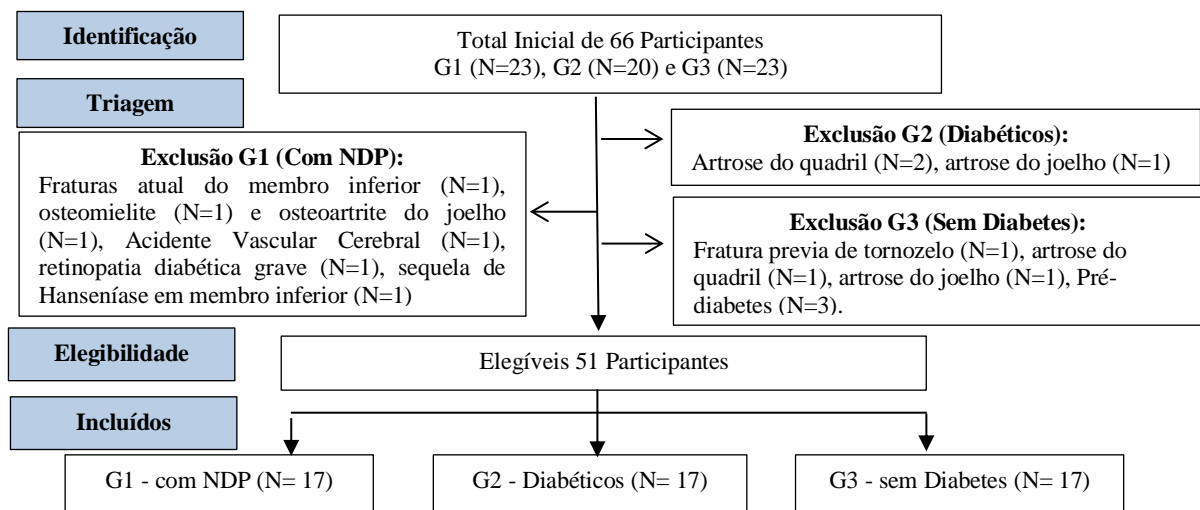 Identificação
Total Inicial de 66 Participantes
G1 (N=23), G2 (N=20) e G3 (N=23)
Triagem
Exclusão G1 (Com NDP):
Fraturas atual do membro inferior (N=1),
osteomielite (N=1) e osteoartrite do joelho
(N=1), Acidente Vascular Cerebral (N=1),
retinopatia diabética grave (N=1), sequela de
Hanseníase em membro inferior (N=1)
Exclusão G2 (Diabéticos):
Artrose do quadril (N=2), artrose do joelho (N=1)
Exclusão G3 (Sem Diabetes):
Fratura previa de tornozelo (N=1), artrose do
quadril (N=1), artrose do joelho (N=1), Pré-
diabetes (N=3).
Elegibilidade
Elegíveis 51 Participantes
Incluídos
G1 - com NDP (N= 17)
G2 - Diabéticos (N= 17)
G3 - sem Diabetes (N= 17)